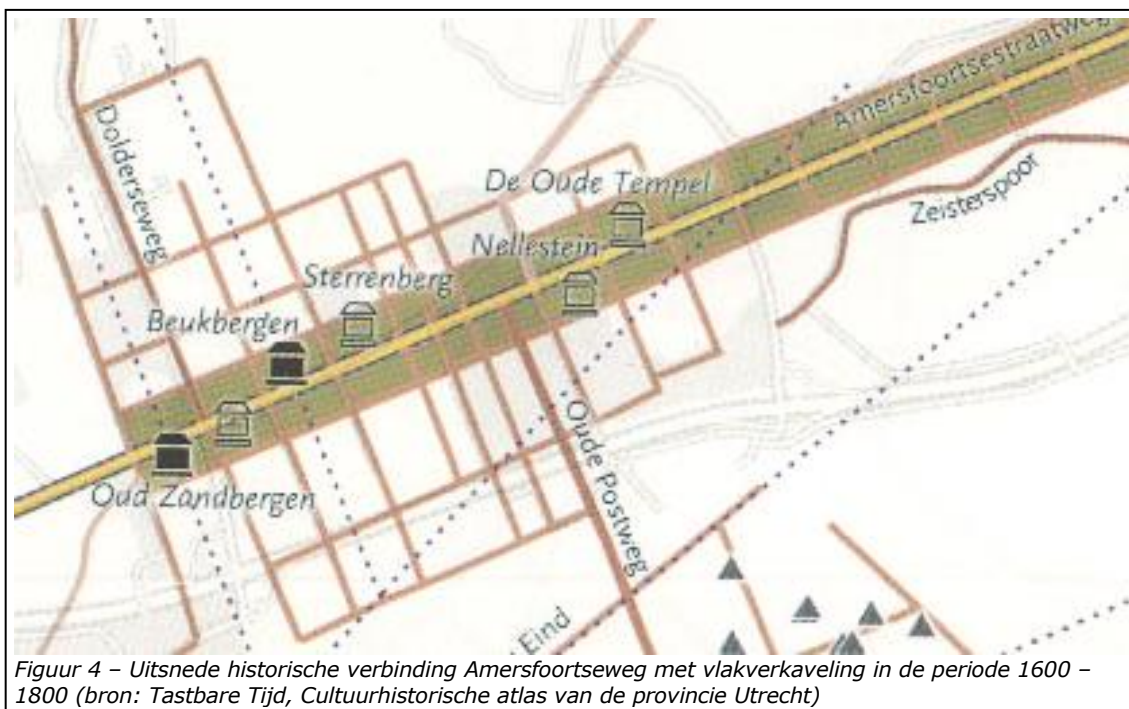 Amersfoortsestraatweg
Dolderseweg
De Oude Tempel
Zeisterspoor
Nellestein
Sterrenberg
Beukbergen
Oud Zandbergen
Oude Postweg
Eind
Figuur 4 – Uitsnede historische verbinding Amersfoortseweg met vlakverkaveling in de periode 1600 –
1800 (bron: Tastbare Tijd, Cultuurhistorische atlas van de provincie Utrecht)